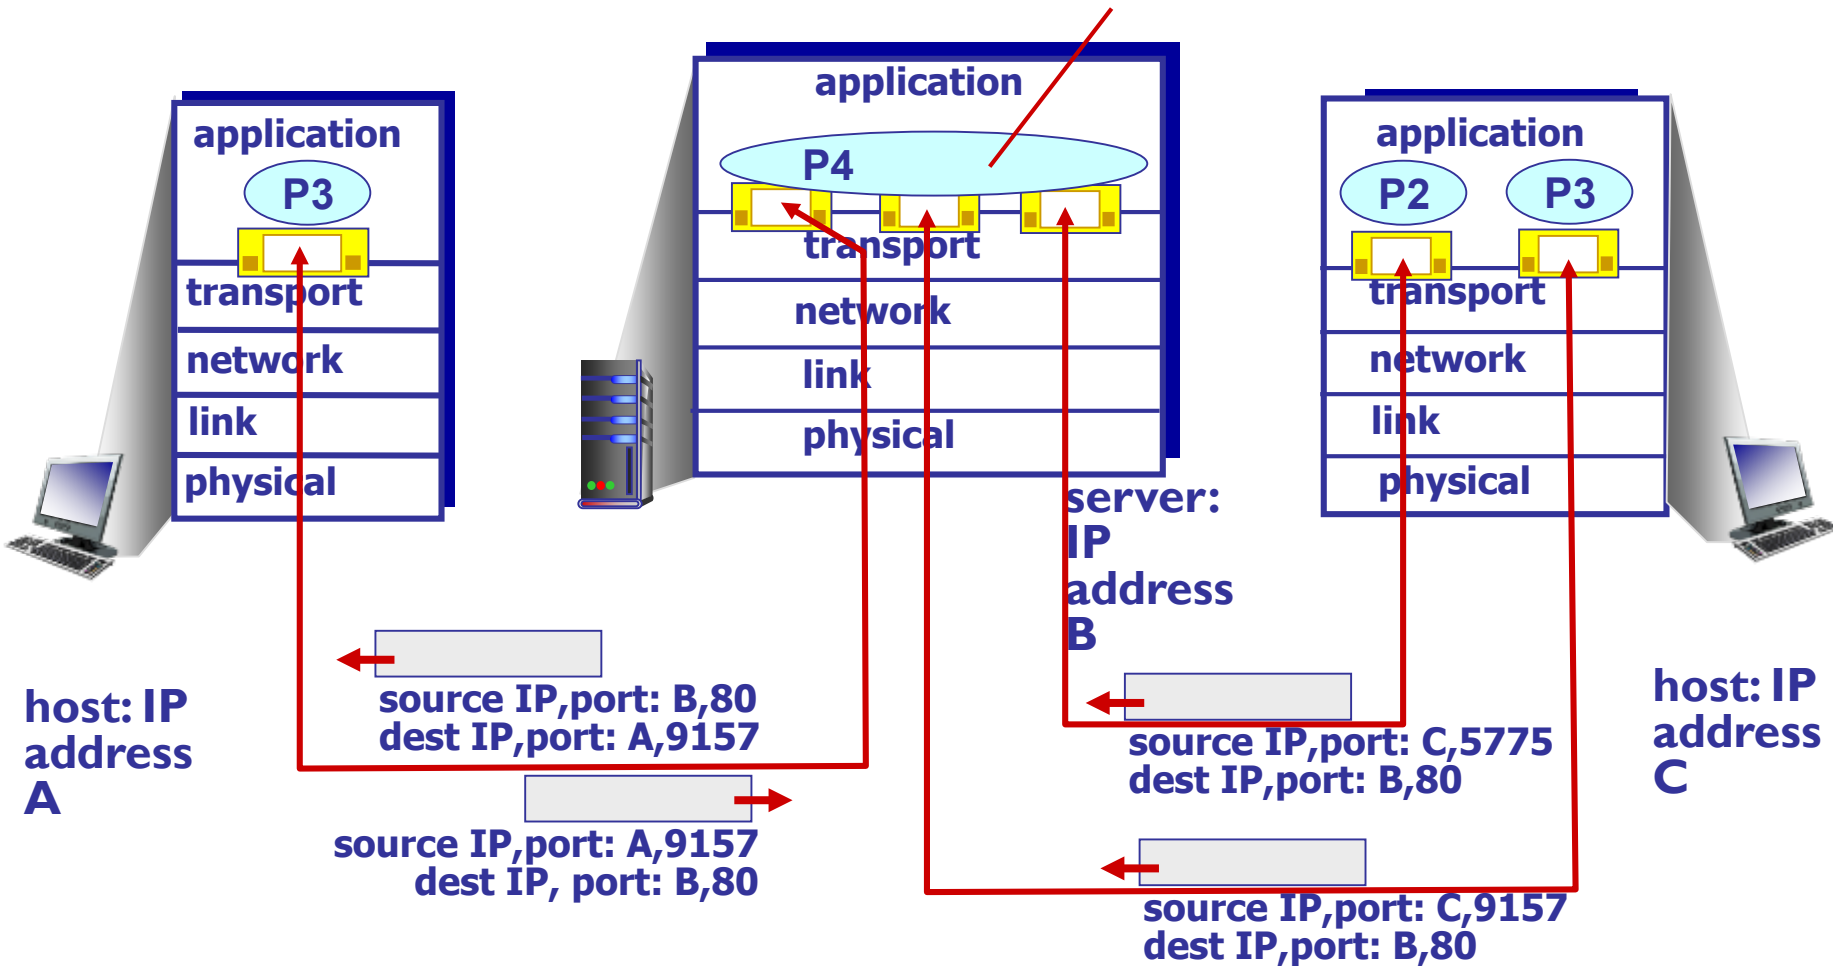 application
P3
transport
network
link
physical
host: IP
address
A
application
P4
transport
network
link
physical
server:
IP
address
B
application
P2
P3
transport
network
link
physical
host: IP
address
C
source IP,port: B,80
dest IP,port: A,9157
source IP,port: A,9157
dest IP, port: B,80
source IP,port: C,5775
dest IP,port: B,80
source IP,port: C,9157
dest IP,port: B,80